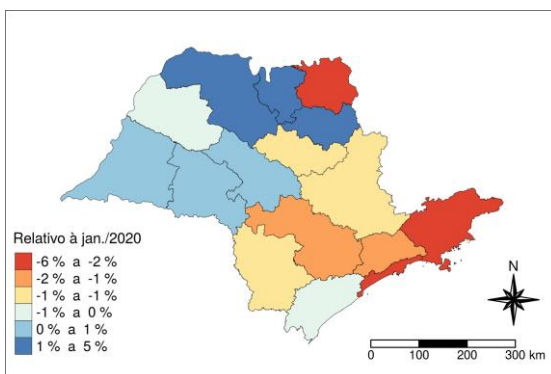 Relativo à jan./2020
-6 % a -2 %
-2 % a -1 %
-1 % a -1 %
-1 % a 0 %
0 % a 1 %
1 % a 5 %
N
0 100 200 300 km